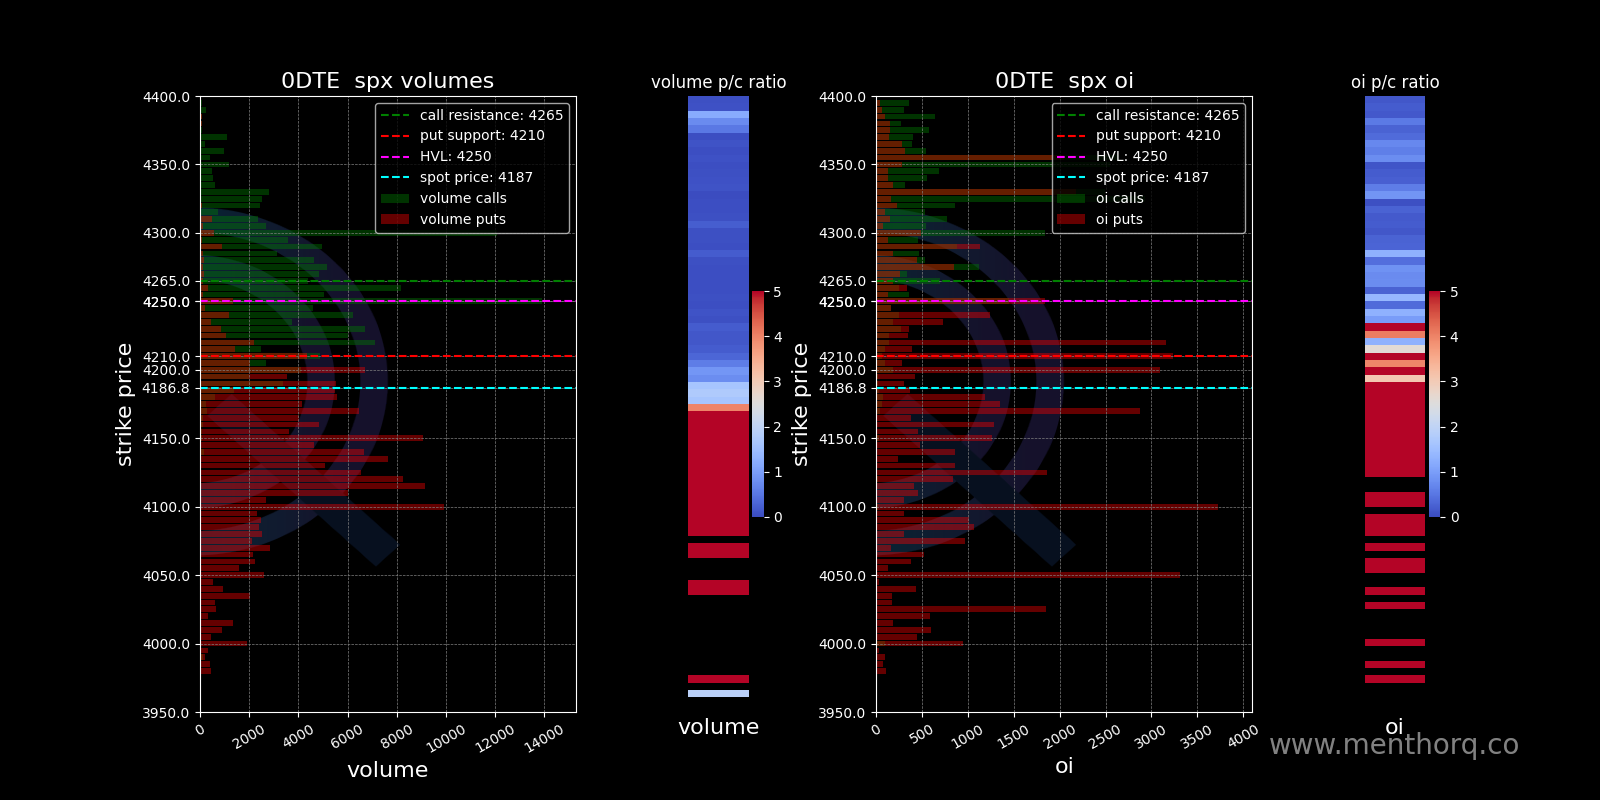 0DTE  spx volumes
4400.0
4350.0
4300.0
4265.0
4250.0
4210.0
4200.0
4186.8
4150.0
4100.0
4050.0
4000.0
3950.0
strike price
call resistance: 4265
put support: 4210
HVL: 4250
spot price: 4187
volume calls
volume puts
0 2000 4000 6000 8000 10000 12000 14000
volume
volume p/c ratio
5
4
3
2
1
0
volume
0DTE  spx oi
4400.0
4350.0
4300.0
4265.0
4250.0
4210.0
4200.0
4186.8
4150.0
4100.0
4050.0
4000.0
3950.0
strike price
call resistance: 4265
put support: 4210
HVL: 4250
spot price: 4187
oi calls
oi puts
0 500 1000 1500 2000 2500 3000 3500 4000
oi
oi p/c ratio
5
4
3
2
1
0
oi
www.menthorq.co